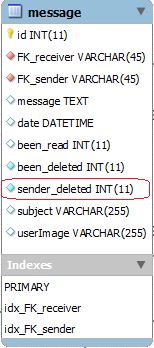 message
id INT(11)
FK_receiver VARCHAR(45)
FK_sender VARCHAR(45)
message TEXT
date DATETIME
been_read INT(11)
been_deleted INT(11)
sender_deleted INT(11)
subject VARCHAR(255)
userImage VARCHAR(255)
Indexes
PRIMARY
idx_FK_receiver
idx_FK_sender